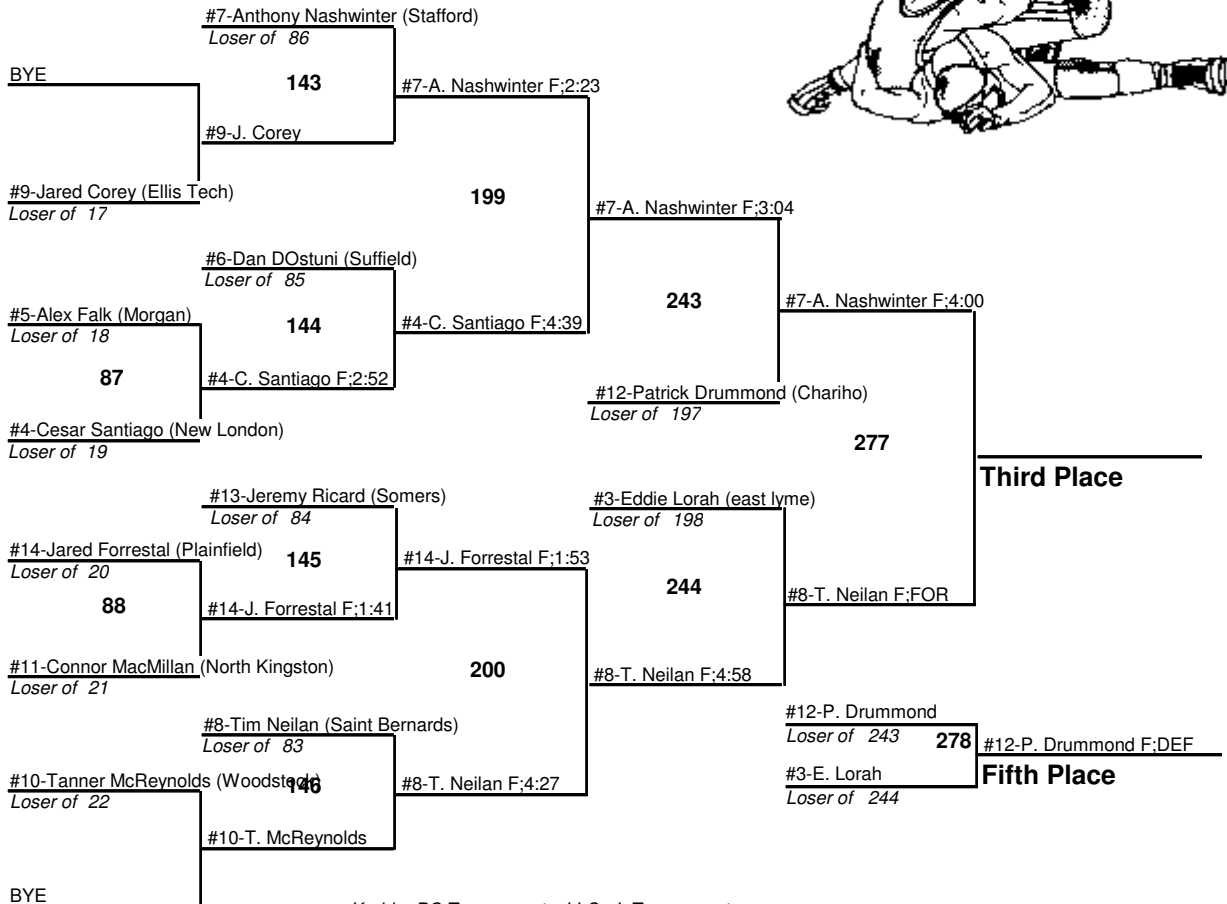 #7-Anthony Nashwinter (Stafford)
Loser of 86
BYE
143
#7-A. Nashwinter F;2:23
#9-J. Corey
#9-Jared Corey (Ellis Tech)
Loser of 17
199
#7-A. Nashwinter F;3:04
#6-Dan DOstuni (Suffield)
Loser of 85
#5-Alex Falk (Morgan)
Loser of 18
144
#4-C. Santiago F;4:39
243
#7-A. Nashwinter F;4:00
87
#4-C. Santiago F;2:52
#12-Patrick Drummond (Chariho)
Loser of 197
#4-Cesar Santiago (New London)
Loser of 19
277
Third Place
#13-Jeremy Ricard (Somers)
Loser of 84
#3-Eddie Lorah (east lyme)
Loser of 198
#14-Jared Forrestal (Plainfield)
Loser of 20
145
#14-J. Forrestal F;1:53
244
88
#14-J. Forrestal F;1:41
#8-T. Neilan F;FOR
#11-Connor MacMillan (North Kingston)
Loser of 21
200
#8-T. Neilan F;4:58
#8-Tim Neilan (Saint Bernards)
Loser of 83
#12-P. Drummond
Loser of 243
278
#12-P. Drummond F;DEF
Fifth Place
#10-Tanner McReynolds (Woodstock)
Loser of 22
146
#8-T. Neilan F;4:27
#3-E. Lorah
Loser of 244
#10-T. McReynolds
BYE